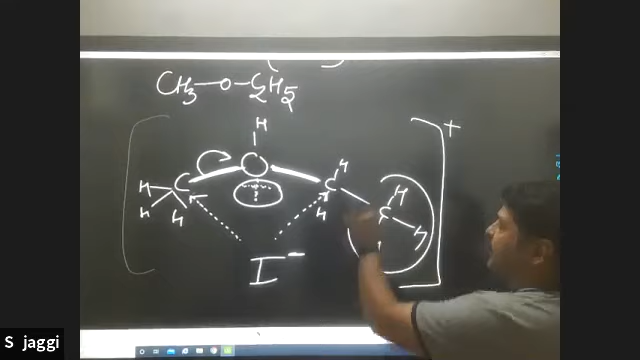 CH3—O—C2H5
H
O
H C C H
H H H C H
H
I–
+
S jaggi